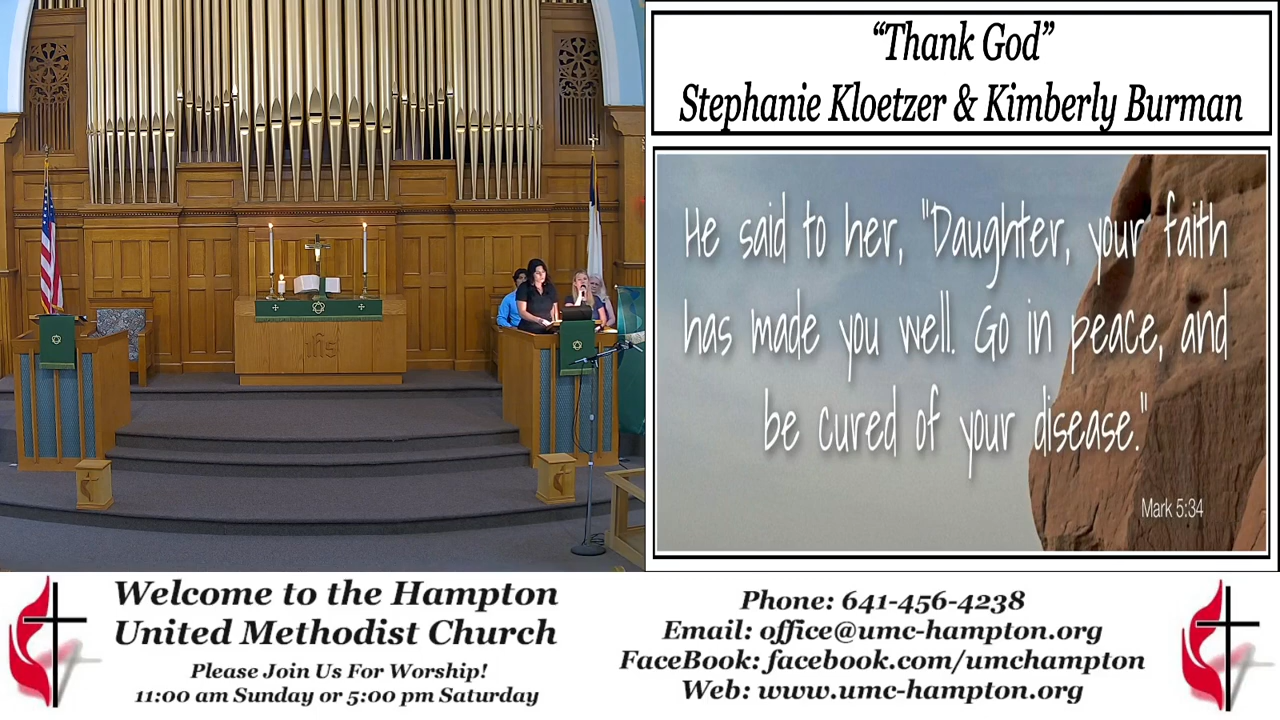 “Thank God”
Stephanie Kloetzer & Kimberly Burman
He said to her, "Daughter, your faith
has made you well. Go in peace, and
be cured of your disease."
Mark 5:34
ihs
Welcome to the Hampton
United Methodist Church
Please Join Us For Worship!
11:00 am Sunday or 5:00 pm Saturday
Phone: 641-456-4238
Email: office@umc-hampton.org
FaceBook: facebook.com/umchampton
Web: www.umc-hampton.org